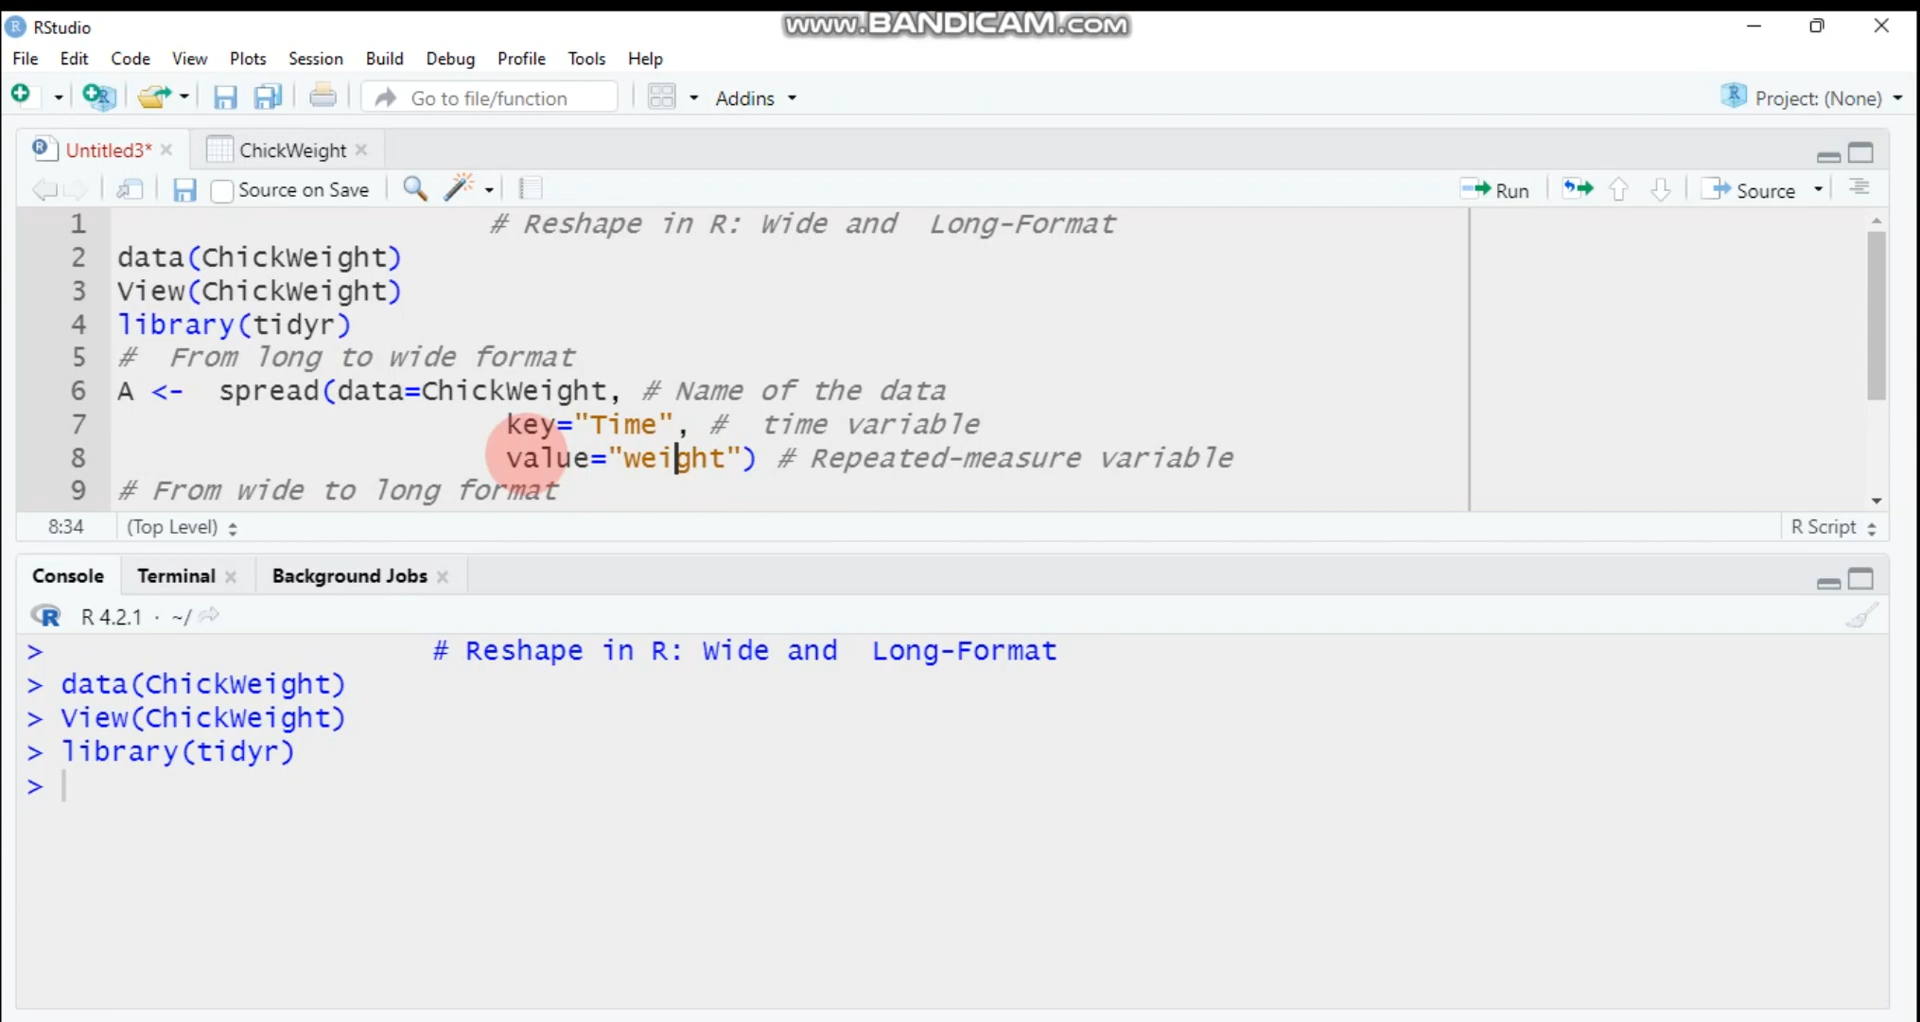 www.BANDICAM.com
RStudio
File Edit Code View Plots Session Build Debug Profile Tools Help
Go to file/function Addins Project: (None)
Untitled3* ChickWeight
Source on Save Run Source
1 # Reshape in R: Wide and Long-Format
2 data(ChickWeight)
3 View(ChickWeight)
4 library(tidyr)
5 # From long to wide format
6 A <- spread(data=ChickWeight, # Name of the data
7 key="Time", # time variable
8 value="weight") # Repeated-measure variable
9 # From wide to long format
8:34 (Top Level) R Script
Console Terminal Background Jobs
R 4.2.1 · ~/
> # Reshape in R: Wide and Long-Format
> data(ChickWeight)
> View(ChickWeight)
> library(tidyr)
>